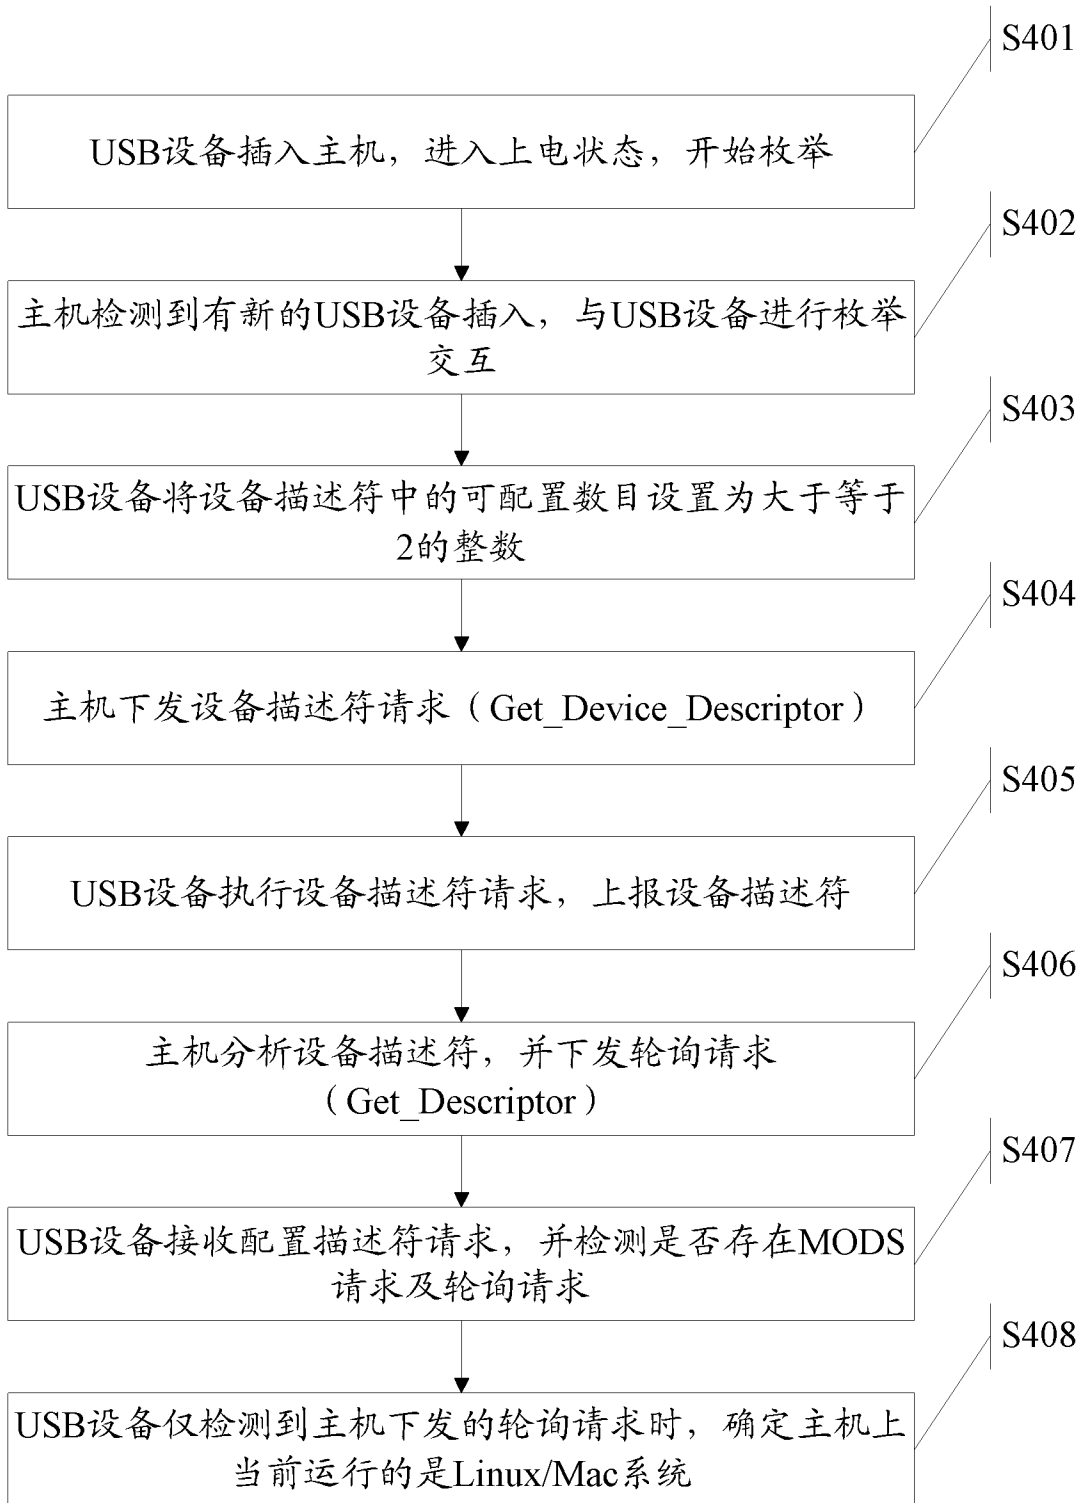 S401
USB设备插入主机，进入上电状态，开始枚举
S402
主机检测到有新的USB设备插入，与USB设备进行枚举
交互
S403
USB设备将设备描述符中的可配置数目设置为大于等于
2的整数
S404
主机下发设备描述符请求（Get_Device_Descriptor）
S405
USB设备执行设备描述符请求，上报设备描述符
S406
主机分析设备描述符，并下发轮询请求
（Get_Descriptor）
S407
USB设备接收配置描述符请求，并检测是否存在MODS
请求及轮询请求
S408
USB设备仅检测到主机下发的轮询请求时，确定主机上
当前运行的是Linux/Mac系统